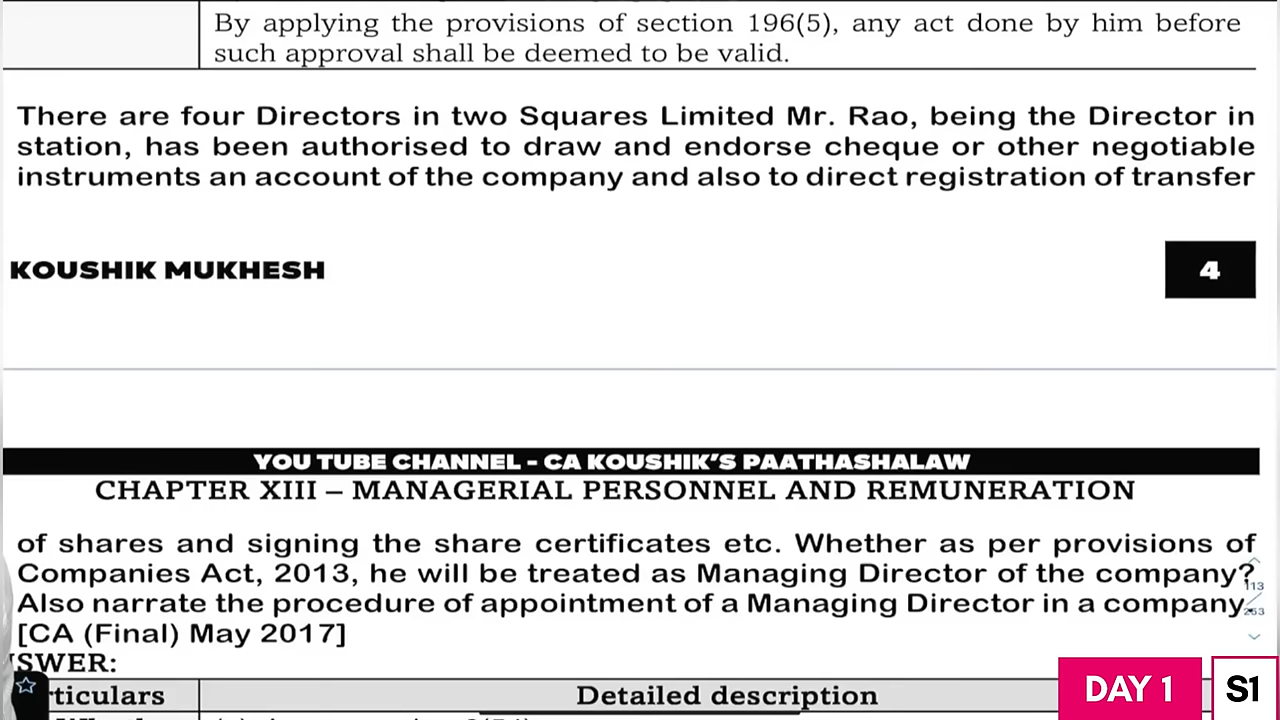 By applying the provisions of section 196(5), any act done by him before
such approval shall be deemed to be valid.
There are four Directors in two Squares Limited Mr. Rao, being the Director in
station, has been authorised to draw and endorse cheque or other negotiable
instruments an account of the company and also to direct registration of transfer
KOUSHIK MUKHESH
4
YOU TUBE CHANNEL - CA KOUSHIK'S PAATHASHALAW
CHAPTER XIII – MANAGERIAL PERSONNEL AND REMUNERATION
of shares and signing the share certificates etc. Whether as per provisions of
Companies Act, 2013, he will be treated as Managing Director of the company?
Also narrate the procedure of appointment of a Managing Director in a company.
113
253
[CA (Final) May 2017]
SWER:
rticulars Detailed description
DAY 1 S1